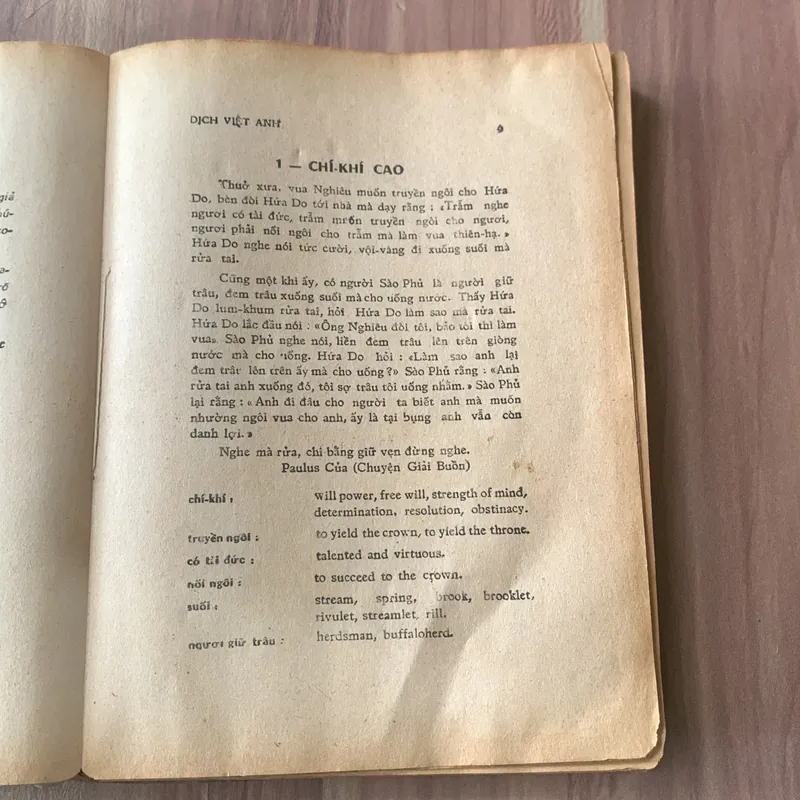 giả
hú-
co-
a-
rõ
ở
c
DỊCH VIỆT ANH
9
1 — CHÍ-KHÍ CAO
Thuở xưa, vua Nghiêu muốn truyền ngôi cho Hứa
Do, bèn đòi Hứa Do tới nhà mà dạy rằng : «Trẫm nghe
ngươi có tài đức, trẫm muốn truyền ngôi cho ngươi,
ngươi phải nối ngôi cho trẫm mà làm vua thiên-hạ.»
Hứa Do nghe nói tức cười, vội-vàng đi xuống suối mà
rửa tai.
Cũng một khi ấy, có người Sào Phủ là người giữ
trâu, đem trâu xuống suối mà cho uống nước. Thấy Hứa
Do lum-khum rửa tai, hỏi Hứa Do làm sao mà rửa tai.
Hứa Do lắc đầu nói : «Ông Nghiêu đòi tôi, bảo tôi thì làm
vua». Sào Phủ nghe nói, liền đem trâu lên trên giòng
nước mà cho uống. Hứa Do hỏi : «Làm sao anh lại
đem trâu lên trên ấy mà cho uống?» Sào Phủ rằng : «Anh
rửa tai anh xuống đó, tôi sợ trâu tôi uống nhằm.» Sào Phủ
lại rằng : «Anh đi đâu cho người ta biết anh mà muốn
nhường ngôi vua cho anh, ấy là tại bụng anh vẫn còn
danh lợi.»
Nghe mà rửa, chi bằng giữ vẹn đừng nghe.
Paulus Của (Chuyện Giải Buồn)
chí-khí : will power, free will, strength of mind,
determination, resolution, obstinacy.
truyền ngôi : to yield the crown, to yield the throne.
có tài đức : talented and virtuous.
nối ngôi : to succeed to the crown.
suối : stream, spring, brook, brooklet,
rivulet, streamlet, rill.
người giữ trâu : herdsman, buffaloherd.